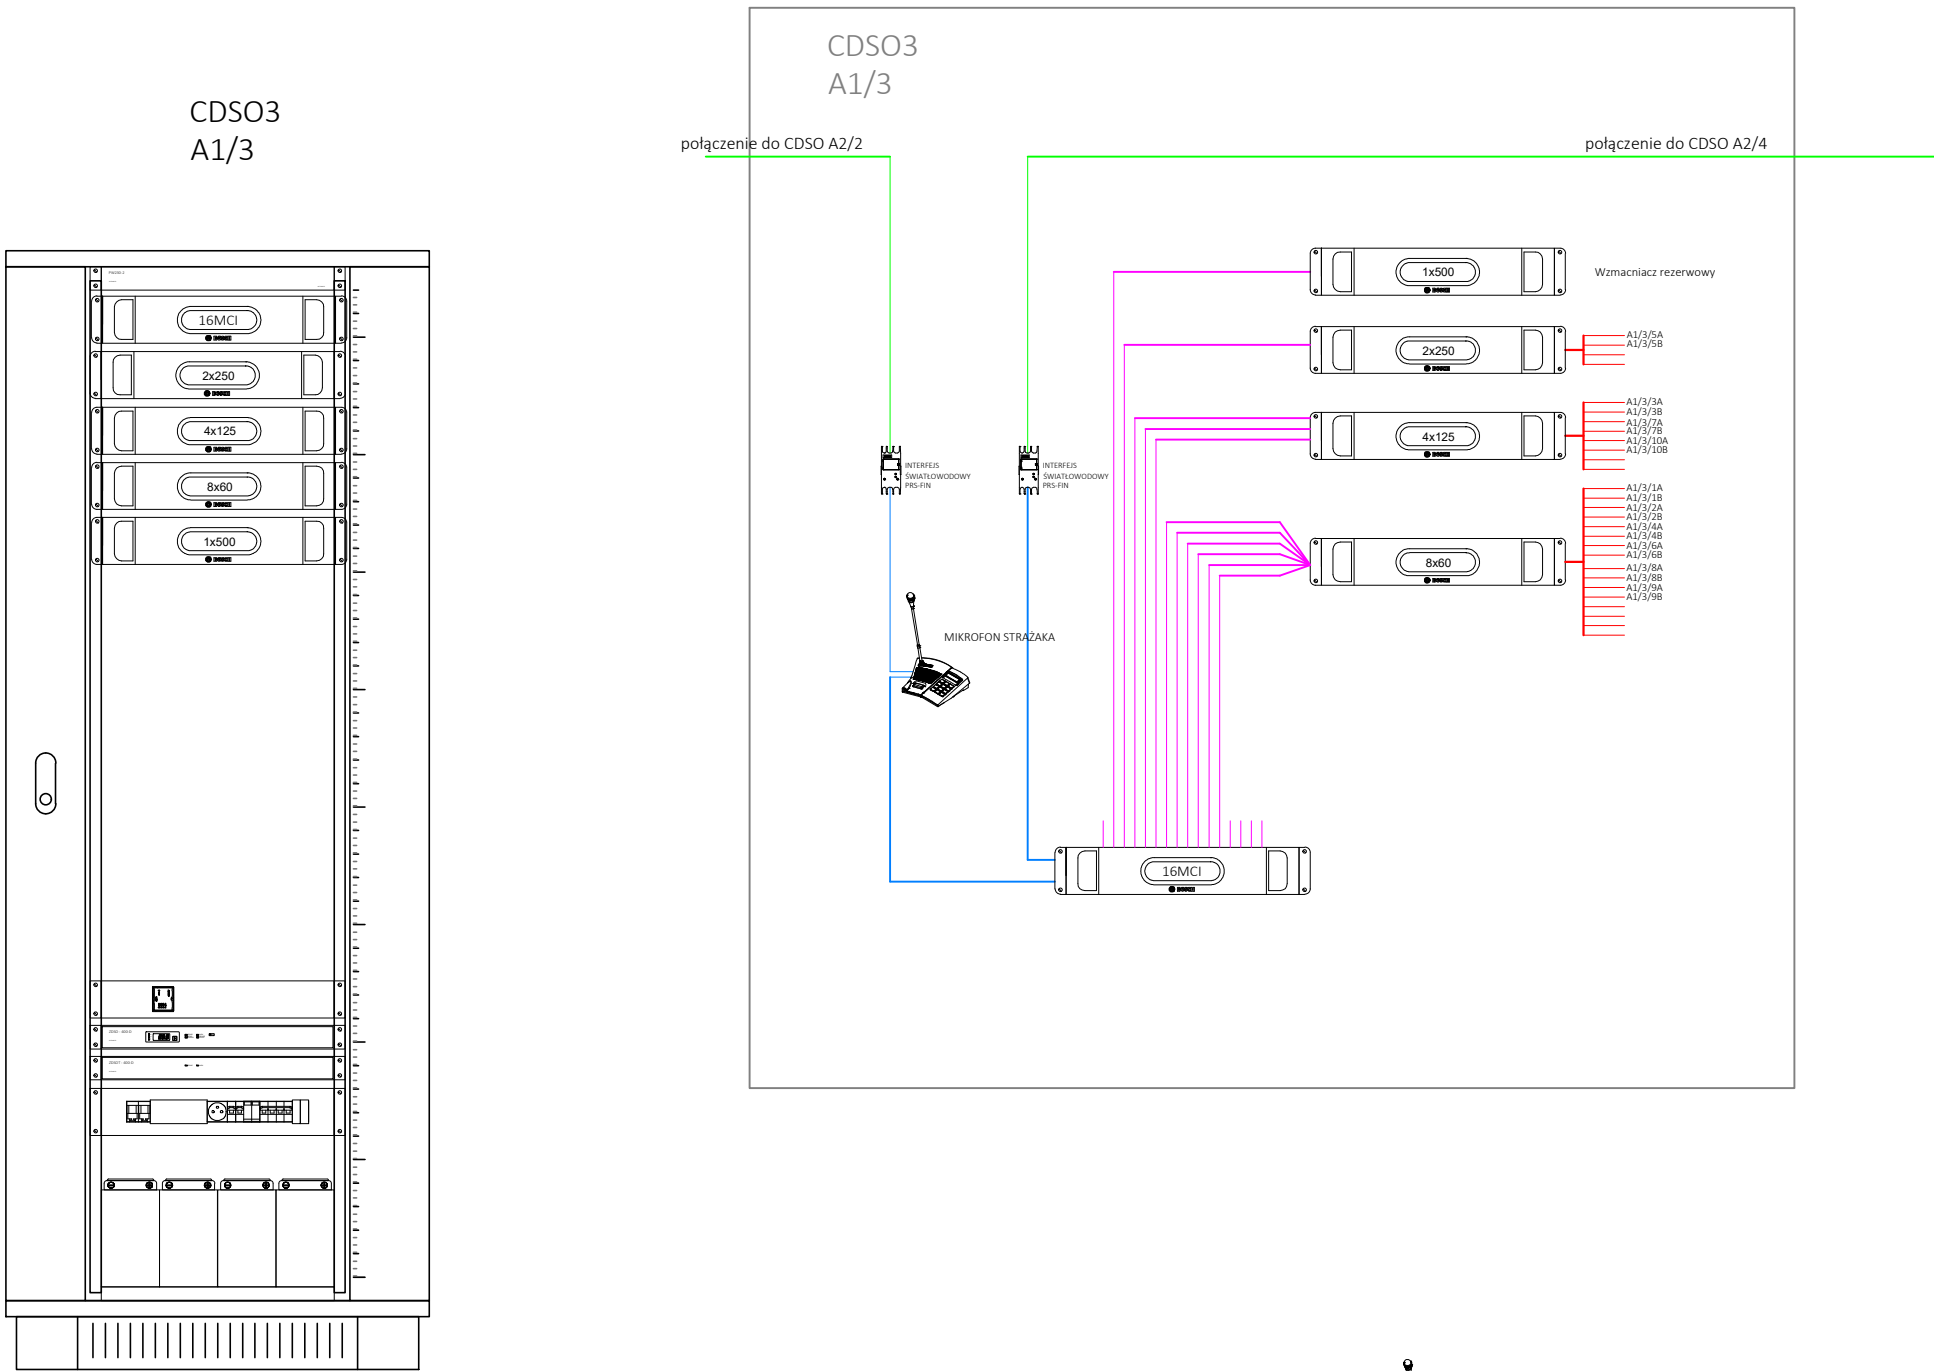 CDSO3
A1/3
16MCI
2x250
4x125
8x60
1x500
CDSO3
A1/3
połączenie do CDSO A2/2
połączenie do CDSO A2/4
1x500
Wzmacniacz rezerwowy
2x250
A1/3/5A
A1/3/5B
4x125
A1/3/3A
A1/3/3B
A1/3/7A
A1/3/7B
A1/3/10A
A1/3/10B
INTERFEJS
ŚWIATŁOWODOWY
PRS-FIN
INTERFEJS
ŚWIATŁOWODOWY
PRS-FIN
8x60
A1/3/1A
A1/3/1B
A1/3/2A
A1/3/2B
A1/3/4A
A1/3/4B
A1/3/6A
A1/3/6B
A1/3/8A
A1/3/8B
A1/3/9A
A1/3/9B
MIKROFON STRAŻAKA
16MCI